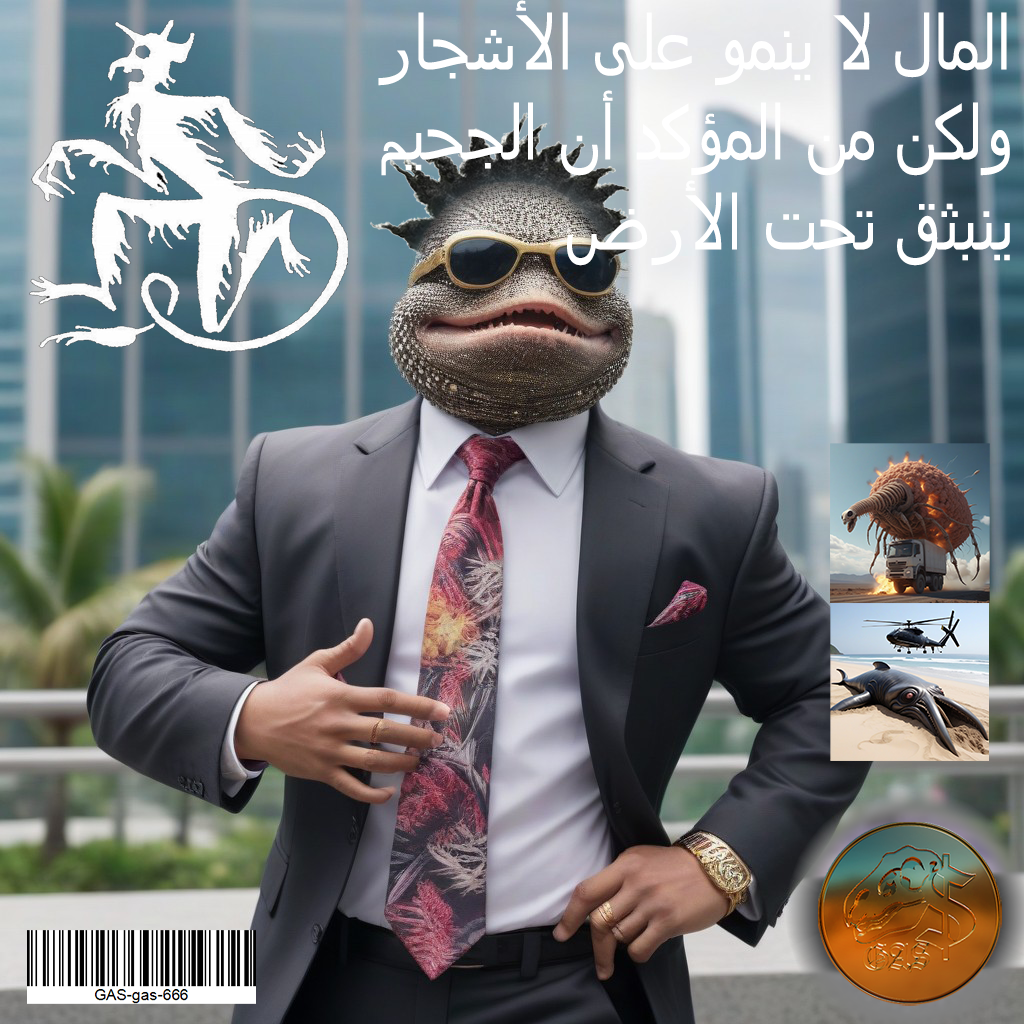 المال لا ينمو على الأشجار
ولكن من المؤكد أن الجحيم
ينبثق تحت الأرض
GAS-gas-666